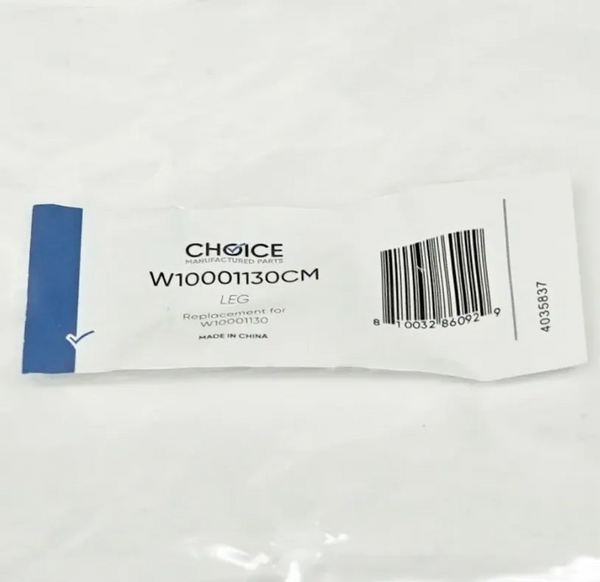 CHOICE
MANUFACTURED PARTS
W10001130CM
LEG
Replacement for
W10001130
MADE IN CHINA
8 10032 86092 9
4035837